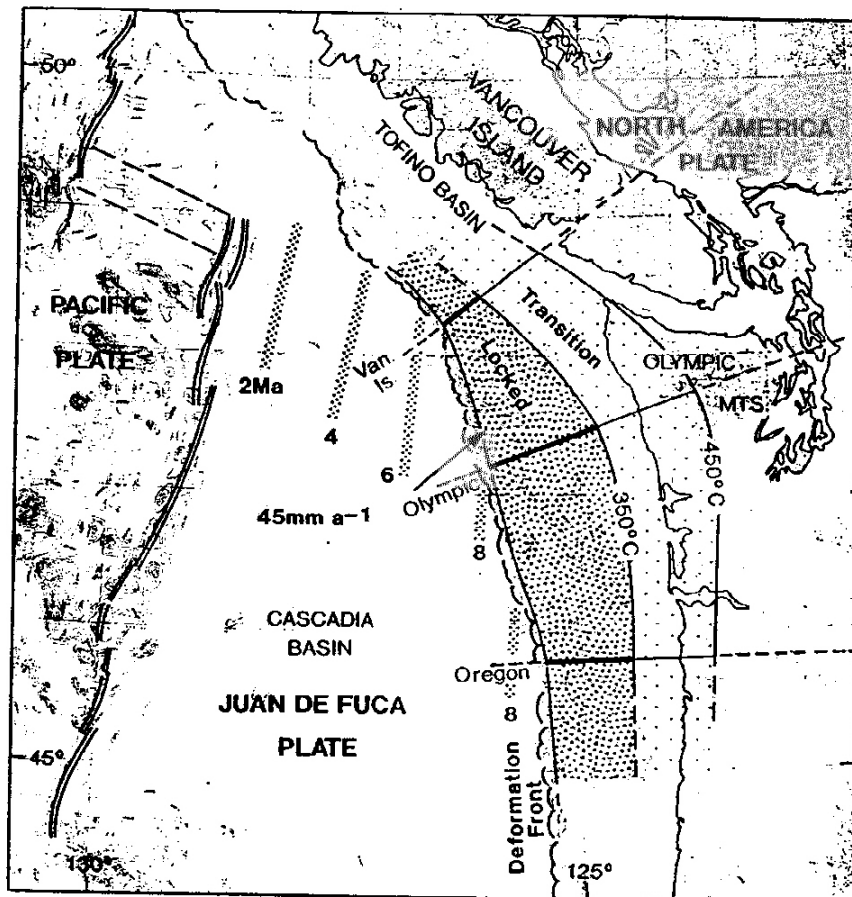 50°
VANCOUVER
ISLAND
NORTH AMERICA
PLATE
TOFINO BASIN
PACIFIC
PLATE
2Ma
4
6
8
Van
Is
Locked
Transition
OLYMPIC
MTS
Olympic
45mm a-1
350°C
450°C
CASCADIA
BASIN
Oregon
8
JUAN DE FUCA
PLATE
45°
Deformation
Front
130°
125°